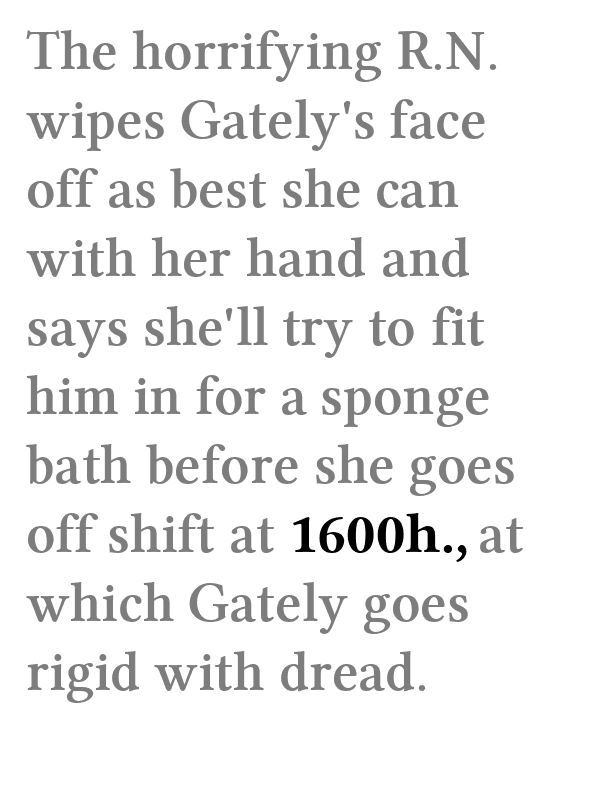 The horrifying R.N.
wipes Gately's face
off as best she can
with her hand and
says she'll try to fit
him in for a sponge
bath before she goes
off shift at 1600h., at
which Gately goes
rigid with dread.